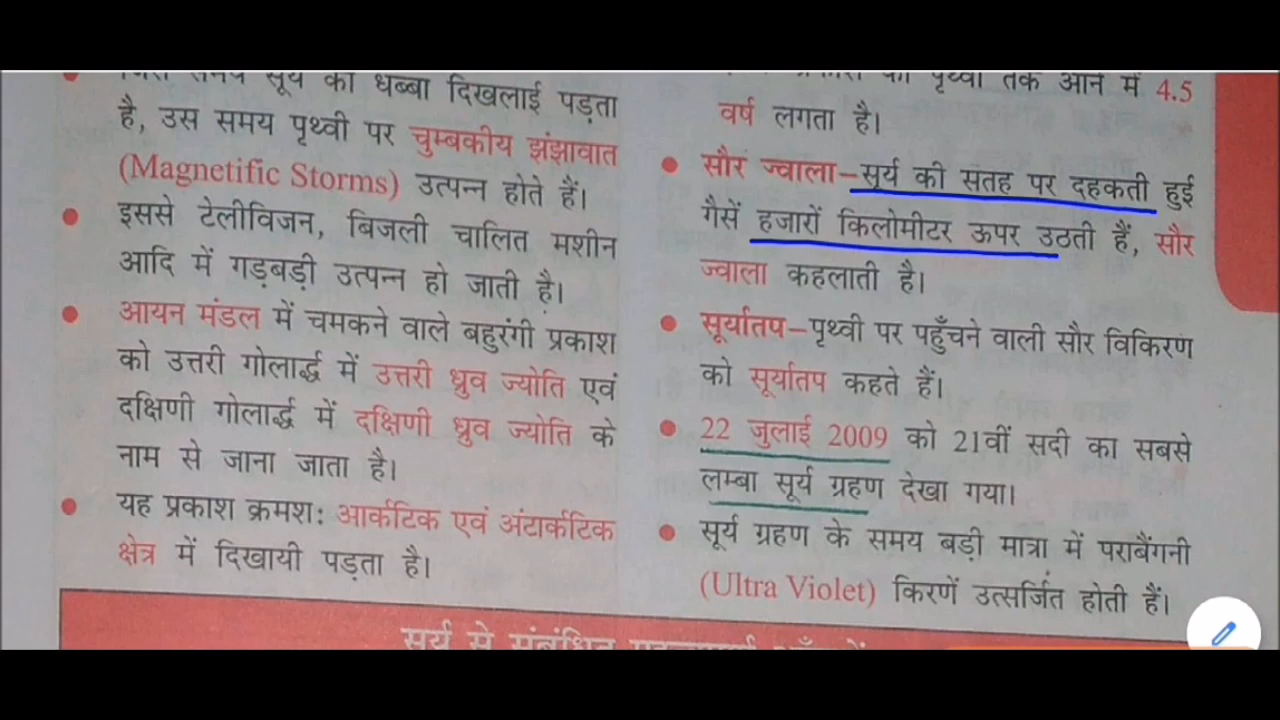 समय सूर्य का धब्बा दिखलाई पड़ता
है, उस समय पृथ्वी पर चुम्बकीय झंझावात
(Magnetific Storms) उत्पन्न होते हैं।
इससे टेलीविजन, बिजली चालित मशीन
आदि में गड़बड़ी उत्पन्न हो जाती है।
आयन मंडल में चमकने वाले बहुरंगी प्रकाश
को उत्तरी गोलार्द्ध में उत्तरी ध्रुव ज्योति एवं
दक्षिणी गोलार्द्ध में दक्षिणी ध्रुव ज्योति के
नाम से जाना जाता है।
यह प्रकाश क्रमश: आर्कटिक एवं अंटार्कटिक
क्षेत्र में दिखायी पड़ता है।
पृथ्वी तक आने में 4.5
वर्ष लगता है।
सौर ज्वाला–सूर्य की सतह पर दहकती हुई
गैसें हजारों किलोमीटर ऊपर उठती हैं, सौर
ज्वाला कहलाती है।
सूर्यातप–पृथ्वी पर पहुँचने वाली सौर विकिरण
को सूर्यातप कहते हैं।
22 जुलाई 2009 को 21वीं सदी का सबसे
लम्बा सूर्य ग्रहण देखा गया।
सूर्य ग्रहण के समय बड़ी मात्रा में पराबैंगनी
(Ultra Violet) किरणें उत्सर्जित होती हैं।
सूर्य से संबंधित